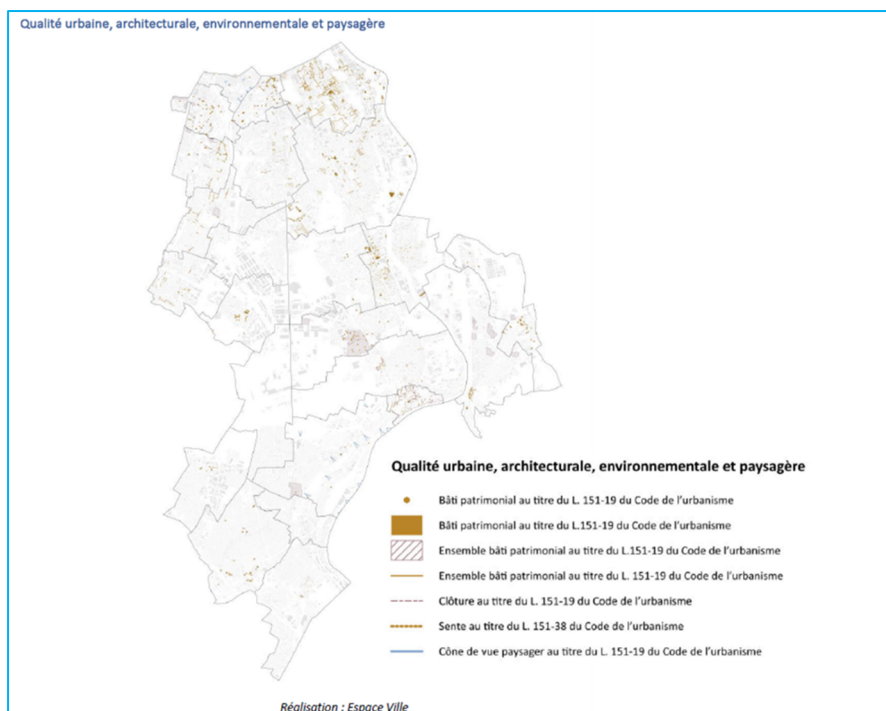 Qualité urbaine, architecturale, environnementale et paysagère
Qualité urbaine, architecturale, environnementale et paysagère
Bâti patrimonial au titre du L. 151-19 du Code de l'urbanisme
Bâti patrimonial au titre du L.151-19 du Code de l'urbanisme
Ensemble bâti patrimonial au titre du L.151-19 du Code de l'urbanisme
Ensemble bâti patrimonial au titre du L. 151-19 du Code de l'urbanisme
Clôture au titre du L. 151-19 du Code de l'urbanisme
Sente au titre du L. 151-38 du Code de l'urbanisme
Cône de vue paysager au titre du L. 151-19 du Code de l'urbanisme
Réalisation : Espace Ville